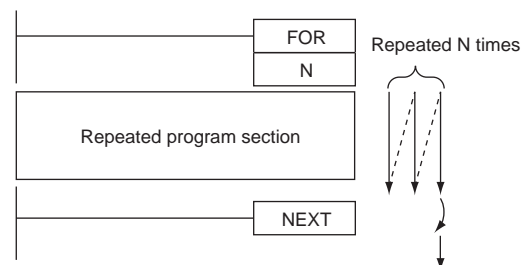 FOR
Repeated N times
N
Repeated program section
NEXT